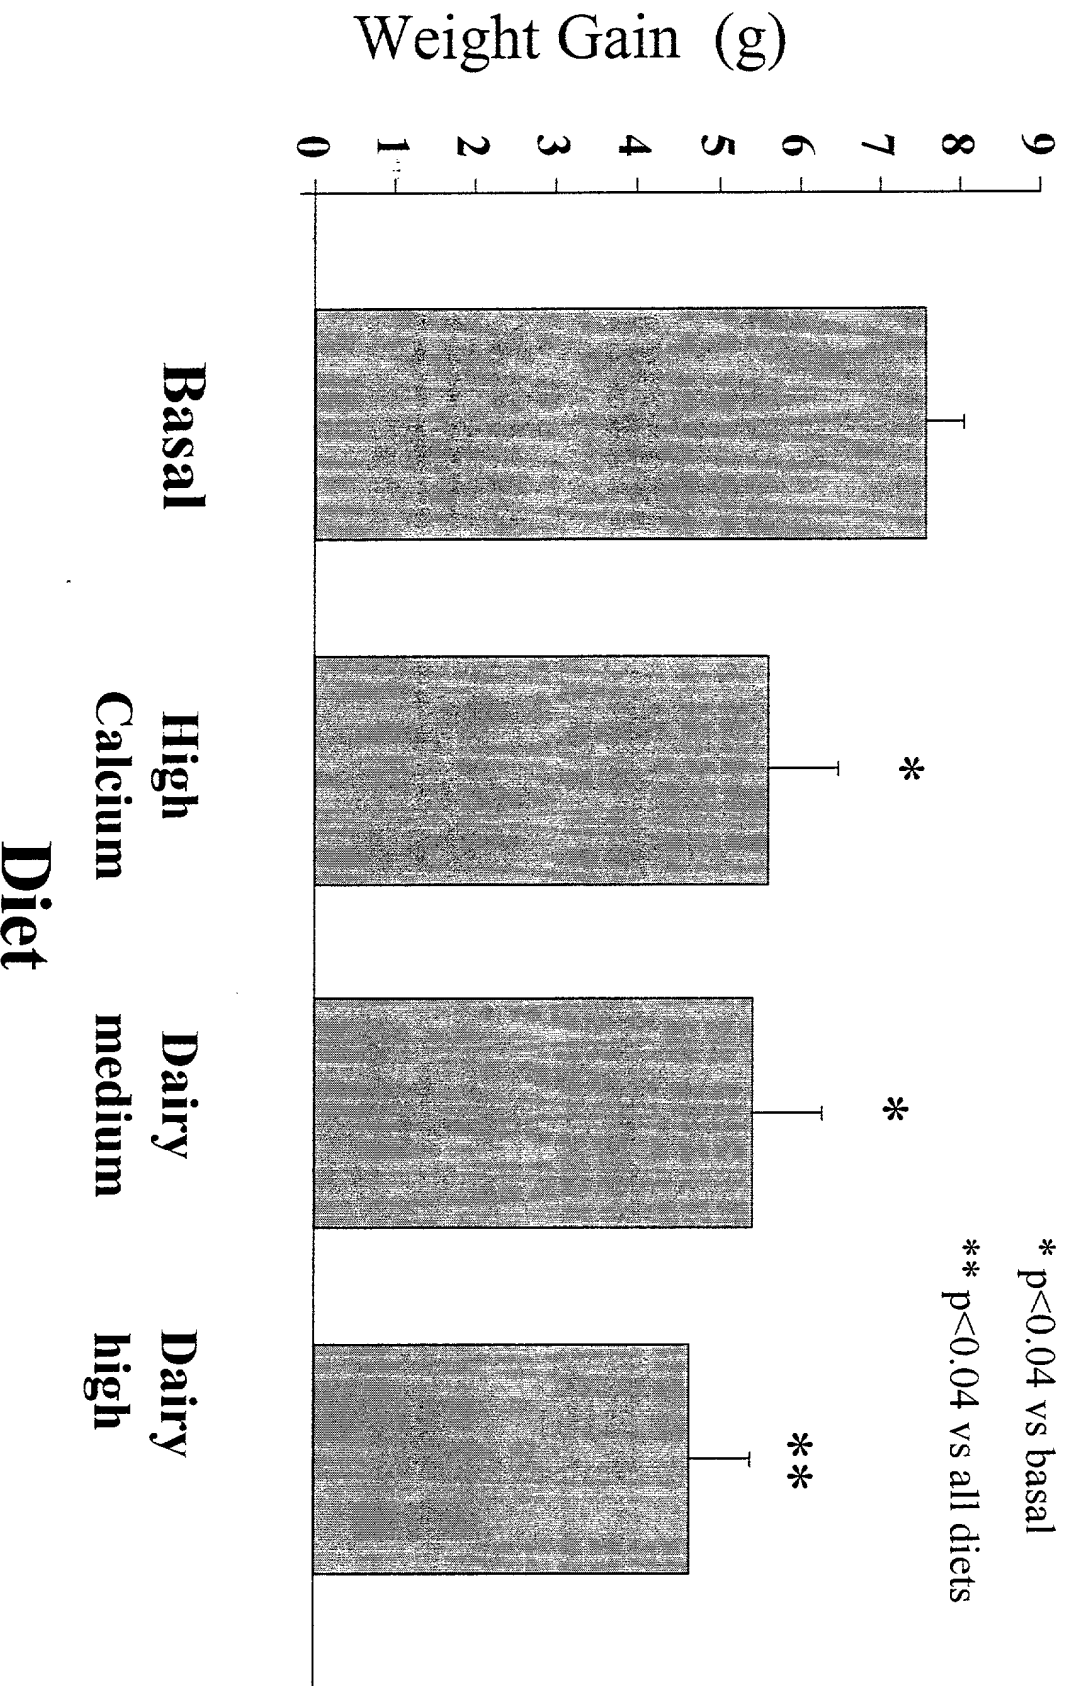 * p<0.04 vs basal
** p<0.04 vs all diets
Weight Gain (g)
9
8
7
6
5
4
3
2
1
0
*
*
**
Basal
High
Calcium
Dairy
medium
Dairy
high
Diet